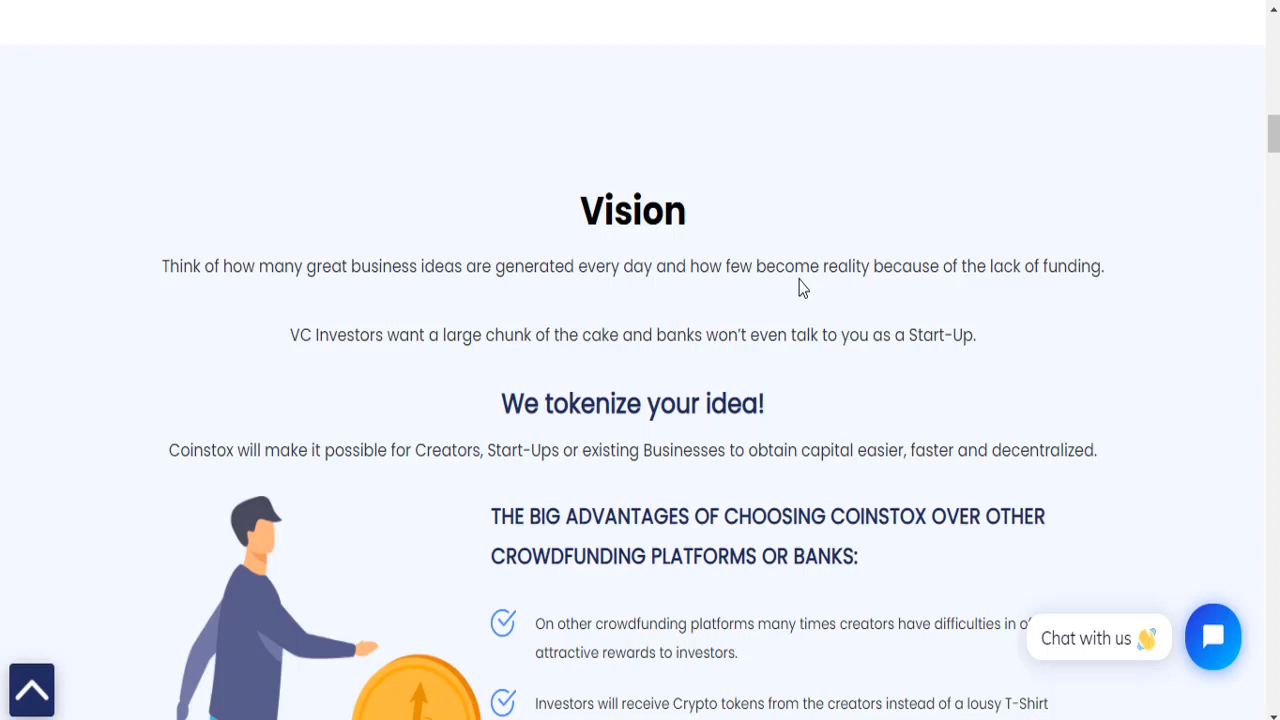 Vision
Think of how many great business ideas are generated every day and how few become reality because of the lack of funding.
VC Investors want a large chunk of the cake and banks won't even talk to you as a Start-Up.
We tokenize your idea!
Coinstox will make it possible for Creators, Start-Ups or existing Businesses to obtain capital easier, faster and decentralized.
THE BIG ADVANTAGES OF CHOOSING COINSTOX OVER OTHER
CROWDFUNDING PLATFORMS OR BANKS:
On other crowdfunding platforms many times creators have difficulties in
attractive rewards to investors.
Chat with us 👋
Investors will receive Crypto tokens from the creators instead of a lousy T-Shirt